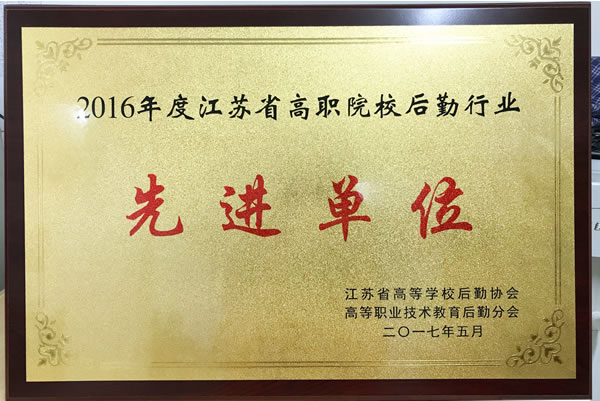 2016年度江苏省高职院校后勤行业
先进单位
江苏省高等学校后勤协会
高等职业技术教育后勤分会
二〇一七年五月